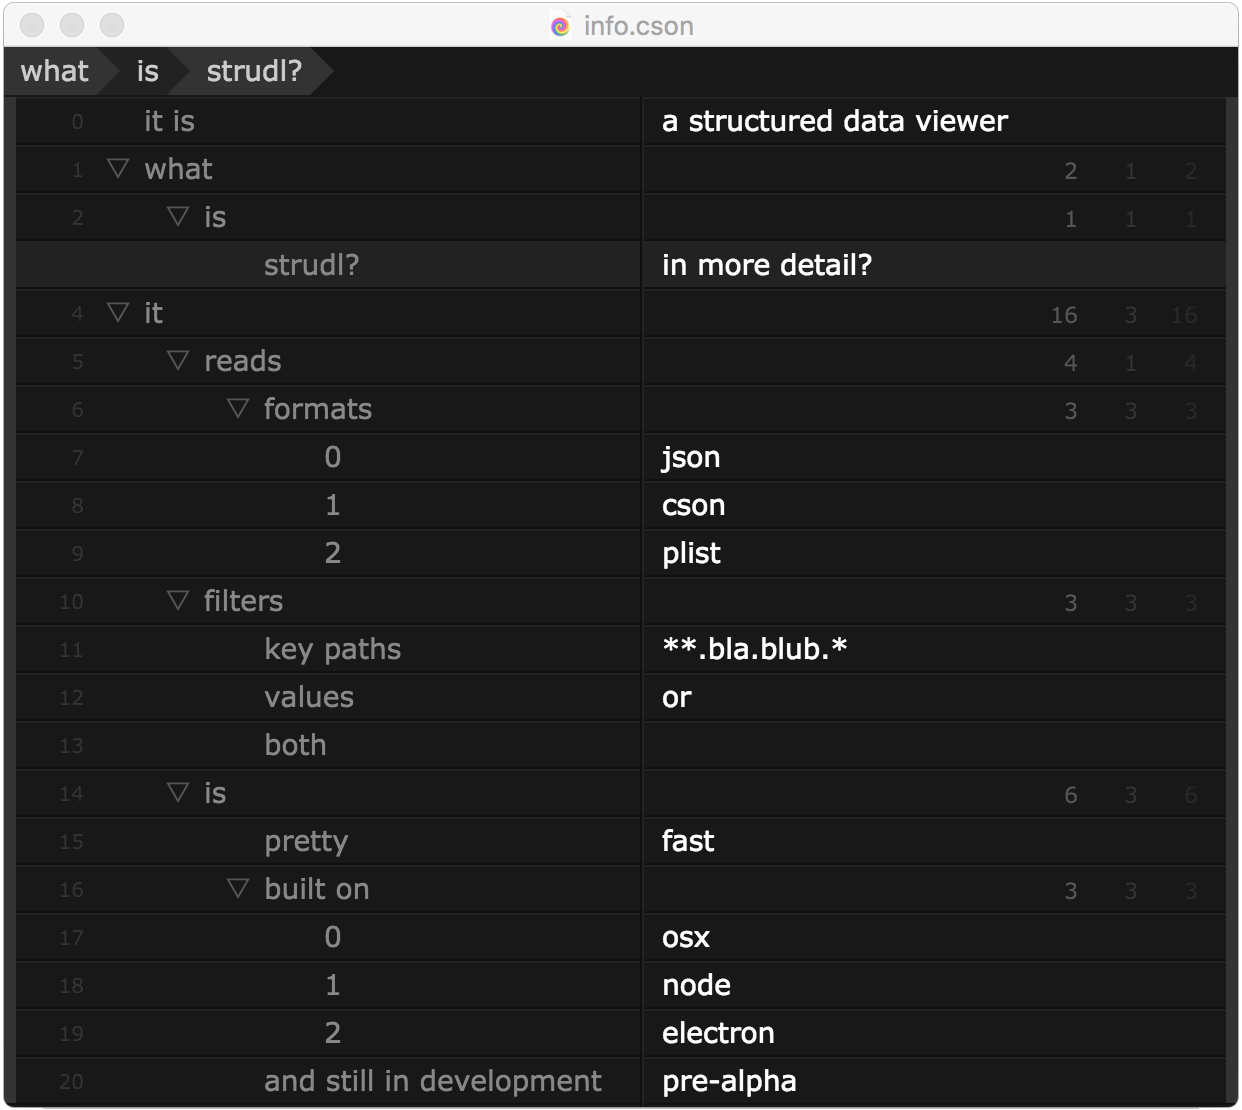 info.cson
what is strudl?
0 it is a structured data viewer
1 what 2 1 2
2 is 1 1 1
strudl? in more detail?
4 it 16 3 16
5 reads 4 1 4
6 formats 3 3 3
7 0 json
8 1 cson
9 2 plist
10 filters 3 3 3
11 key paths **.bla.blub.*
12 values or
13 both
14 is 6 3 6
15 pretty fast
16 built on 3 3 3
17 0 osx
18 1 node
19 2 electron
20 and still in development pre-alpha